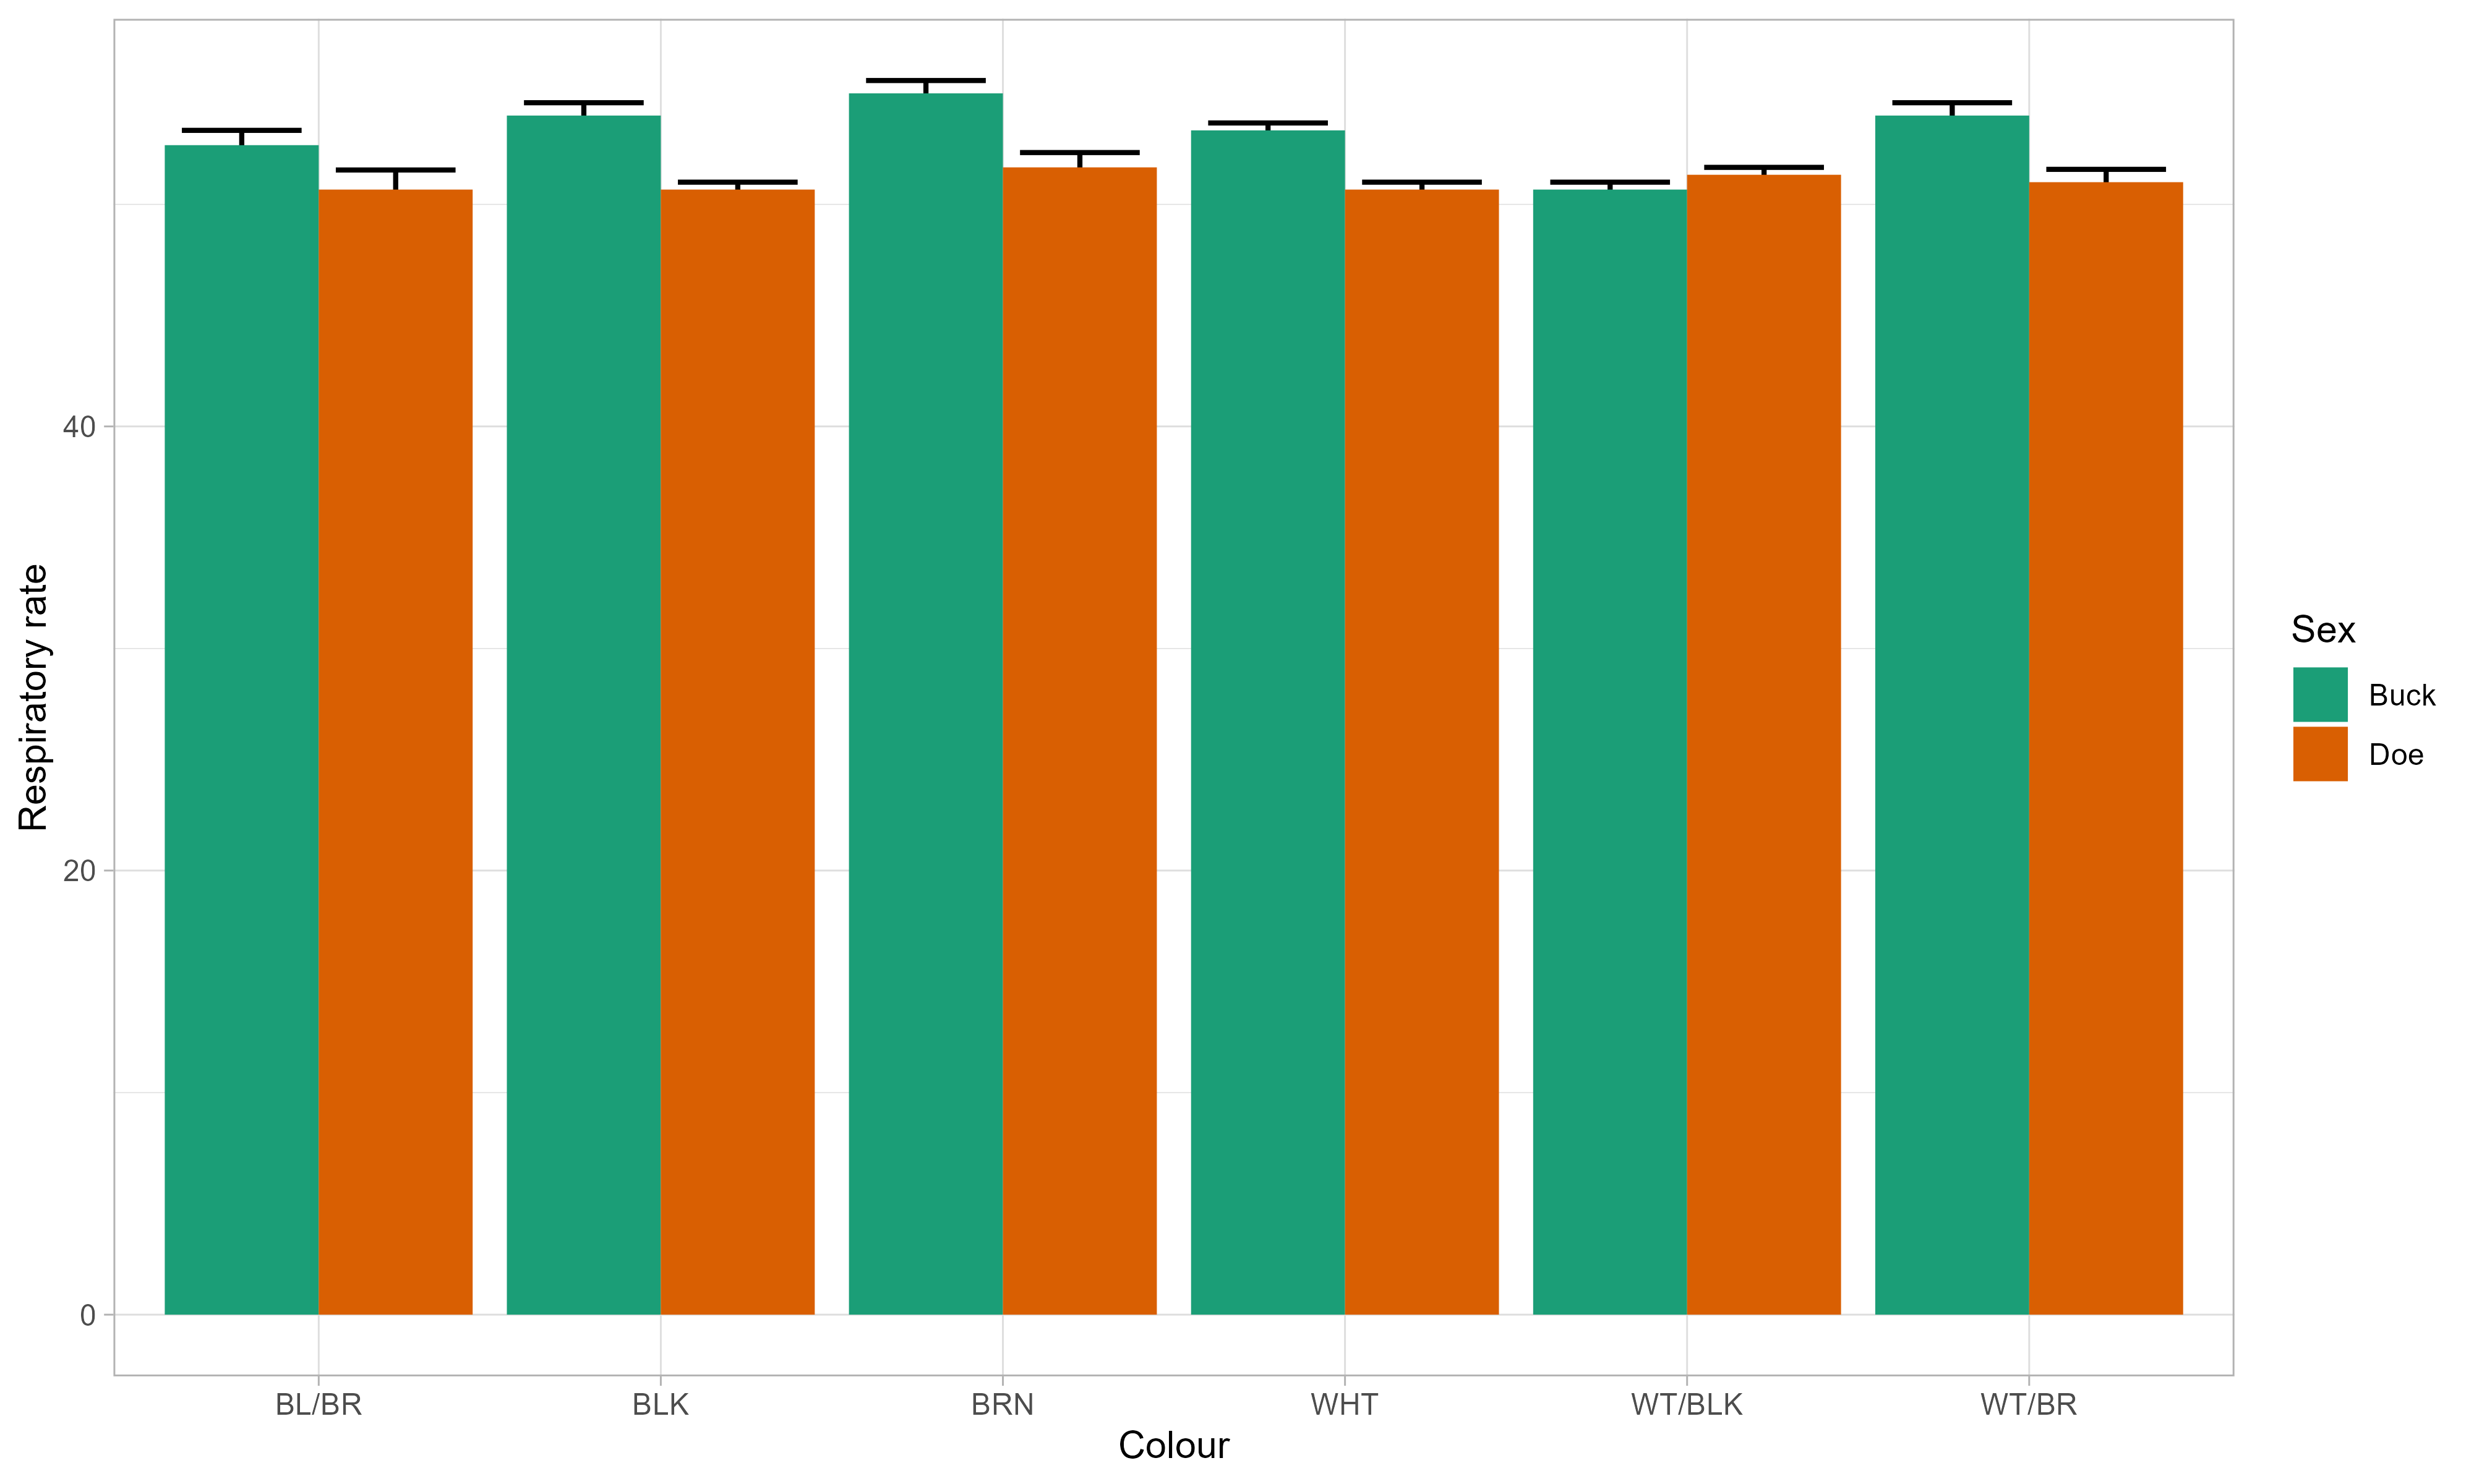 Respiratory rate
40
20
0
BL/BR BLK BRN WHT WT/BLK WT/BR
Colour
Sex
Buck
Doe